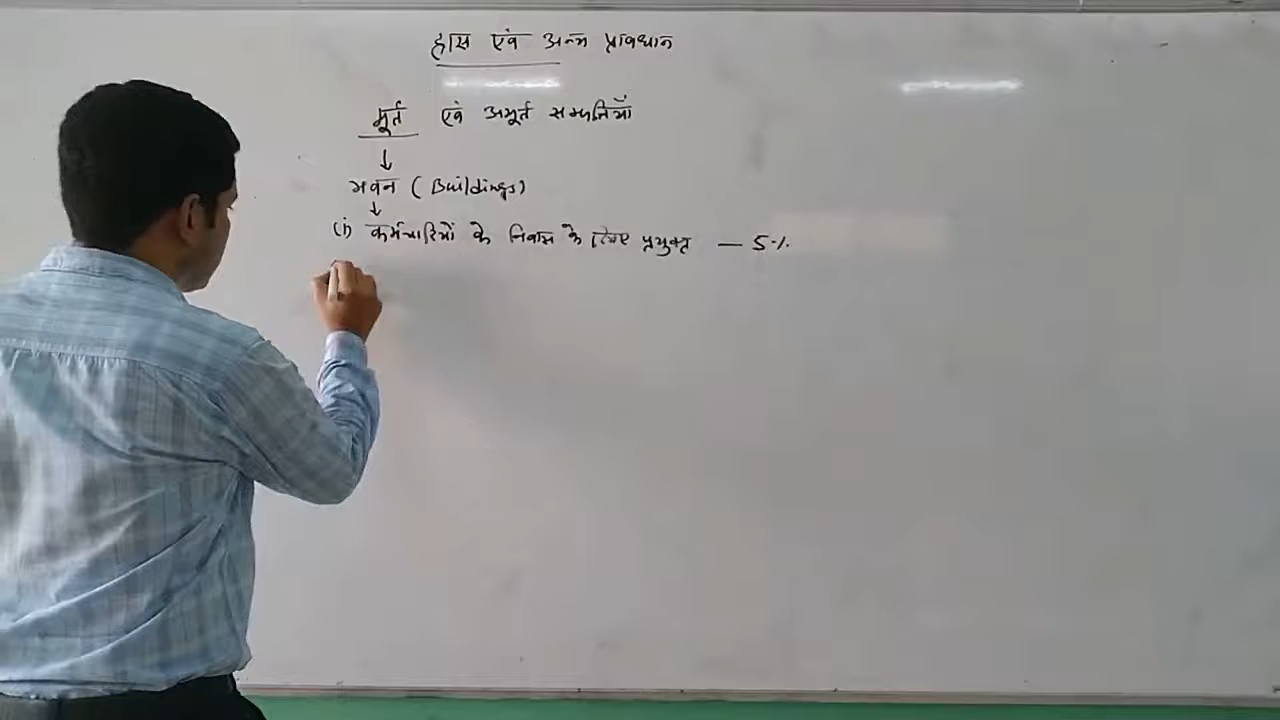 ह्रास एवं अन्य प्रावधान
मूर्त एवं अमूर्त सम्पत्तियाँ
↓
भवन (Buildings)
↓
(i) कर्मचारियों के निवास के लिए प्रयुक्त — 5%